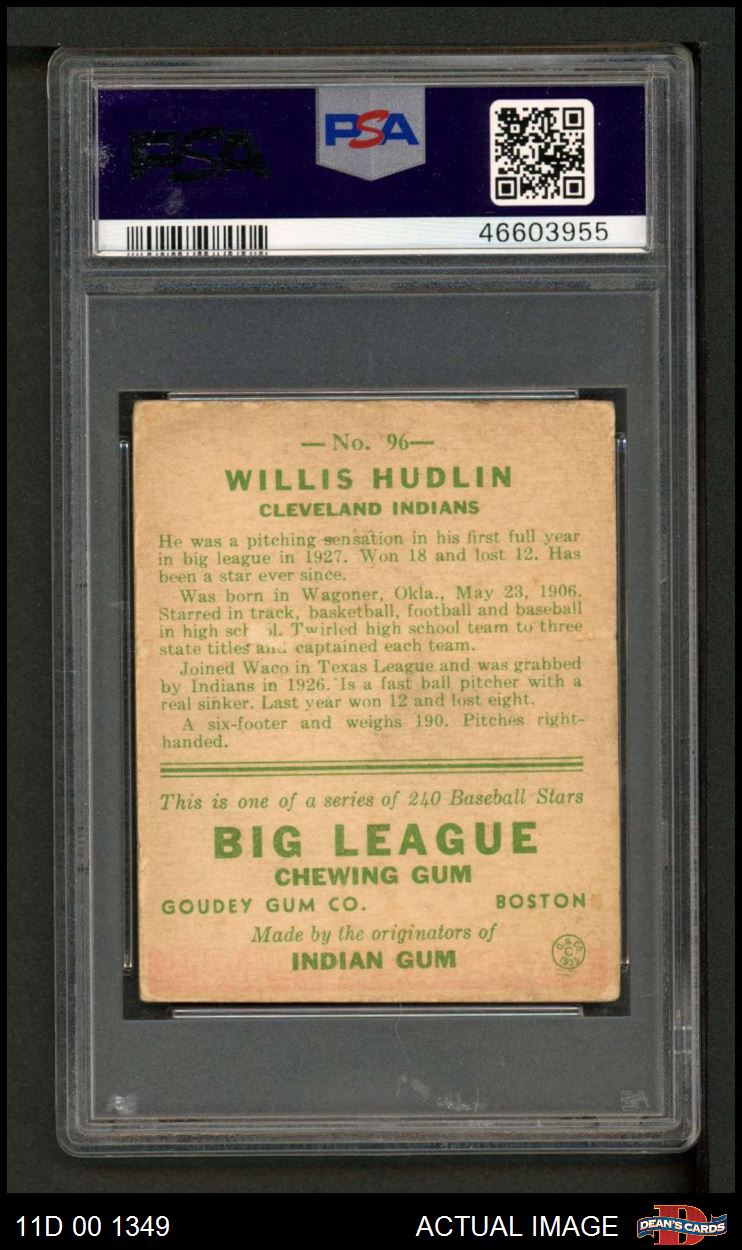 PSA
PSA
46603955
— No. 96—
WILLIS HUDLIN
CLEVELAND INDIANS
He was a pitching sensation in his first full year
in big league in 1927. Won 18 and lost 12. Has
been a star ever since.
Was born in Wagoner, Okla., May 23, 1906.
Starred in track, basketball, football and baseball
in high sch ol. Twirled high school team to three
state titles and captained each team.
Joined Waco in Texas League and was grabbed
by Indians in 1926. Is a fast ball pitcher with a
real sinker. Last year won 12 and lost eight.
A six-footer and weighs 190. Pitches right-
handed.
This is one of a series of 240 Baseball Stars
BIG LEAGUE
CHEWING GUM
GOUDEY GUM CO. BOSTON
Made by the originators of
INDIAN GUM
G.G.CO.
C
1933
11D 00 1349 ACTUAL IMAGE DEAN'S CARDS